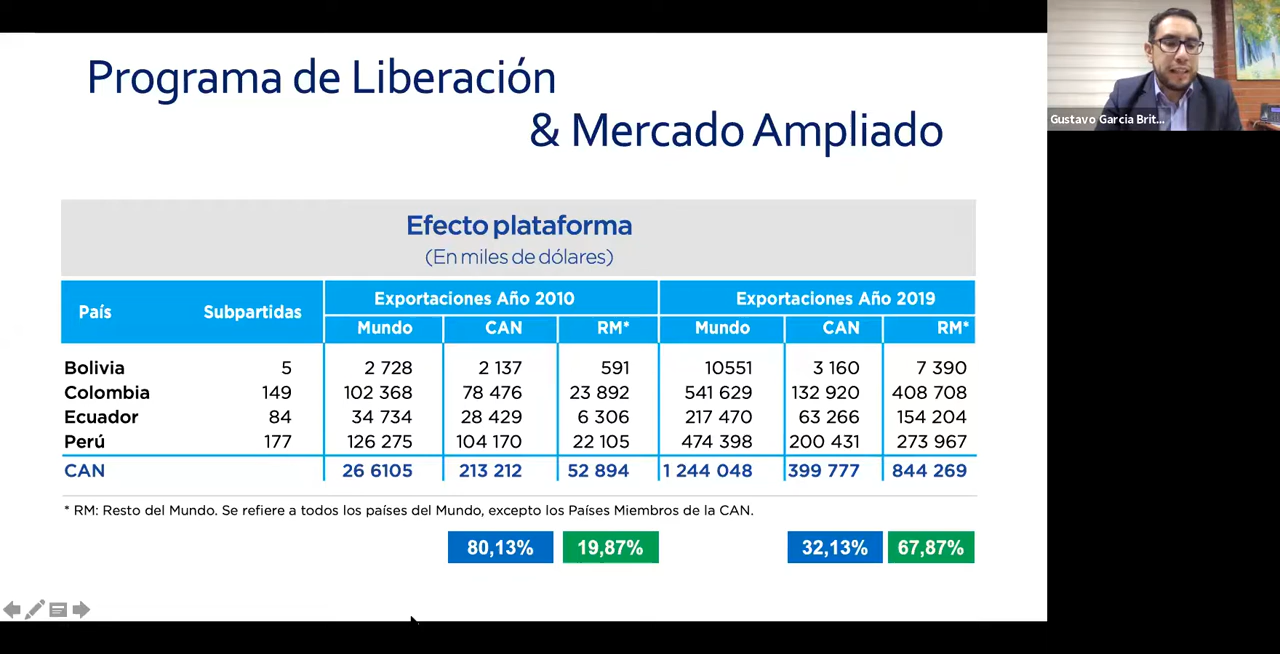 Programa de Liberación
& Mercado Ampliado
Gustavo Garcia Brit...
Efecto plataforma
(En miles de dólares)
País Subpartidas Exportaciones Año 2010 Exportaciones Año 2019
Mundo CAN RM* Mundo CAN RM*
Bolivia 5 2 728 2 137 591 10551 3 160 7 390
Colombia 149 102 368 78 476 23 892 541 629 132 920 408 708
Ecuador 84 34 734 28 429 6 306 217 470 63 266 154 204
Perú 177 126 275 104 170 22 105 474 398 200 431 273 967
CAN 26 6105 213 212 52 894 1 244 048 399 777 844 269
* RM: Resto del Mundo. Se refiere a todos los países del Mundo, excepto los Países Miembros de la CAN.
80,13% 19,87% 32,13% 67,87%